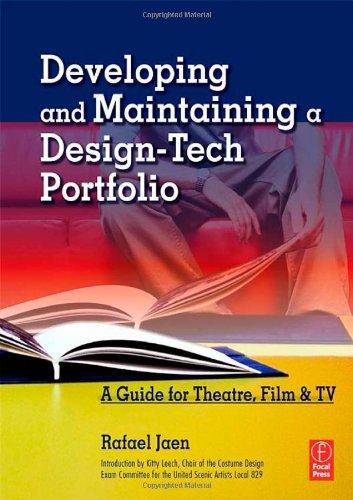 Developing
and Maintaining a
Design-Tech
Portfolio
A Guide for Theatre, Film & TV
Rafael Jaen
Introduction by Kitty Leech, Chair of the Costume Design
Exam Committee for the United Scenic Artists Local 829
Focal
Press